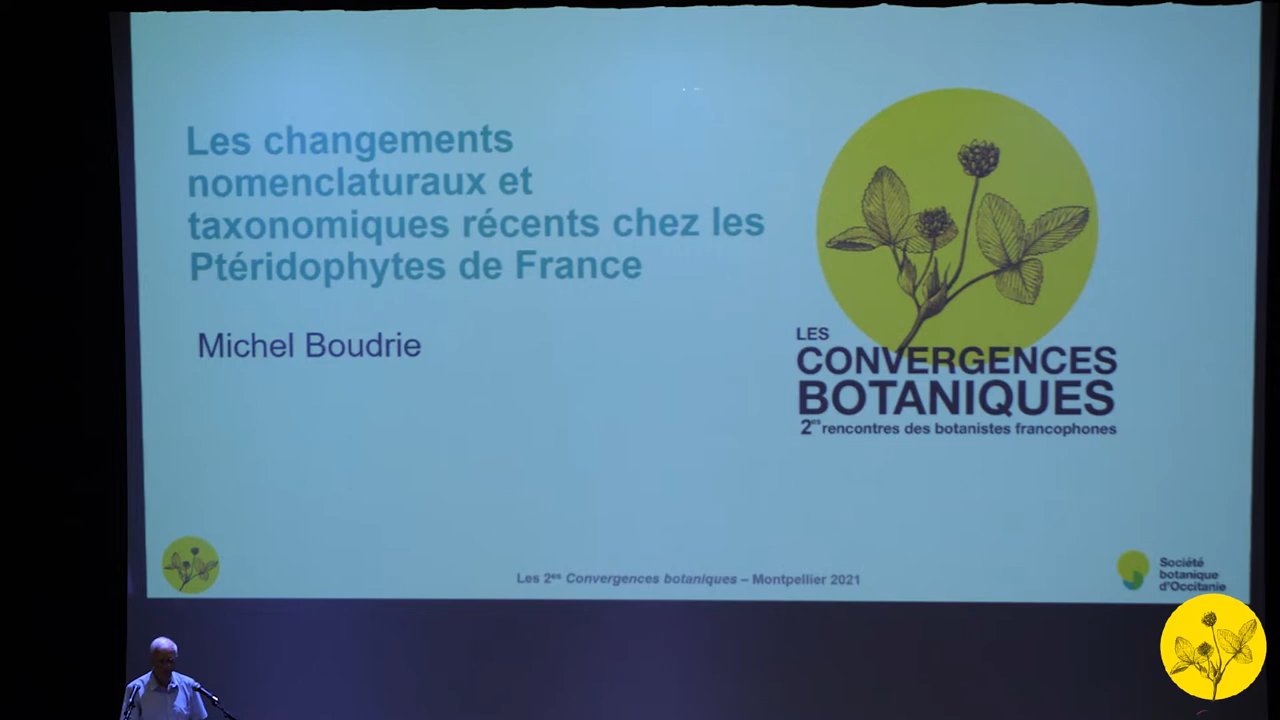 Les changements
nomenclaturaux et
taxonomiques récents chez les
Ptéridophytes de France
Michel Boudrie
LES
CONVERGENCES
BOTANIQUES
2es rencontres des botanistes francophones
Les 2es Convergences botaniques – Montpellier 2021
Société
botanique
d'Occitanie